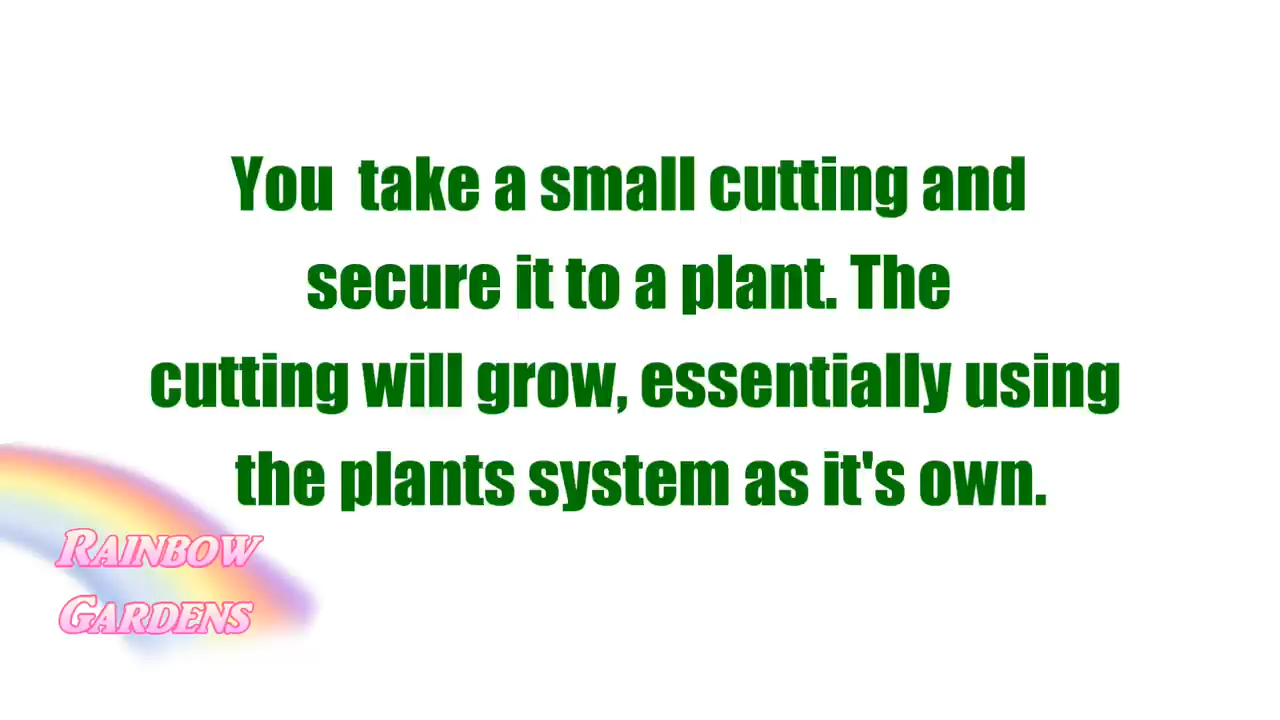 You  take a small cutting and
secure it to a plant. The
cutting will grow, essentially using
the plants system as it's own.
Rainbow
Gardens